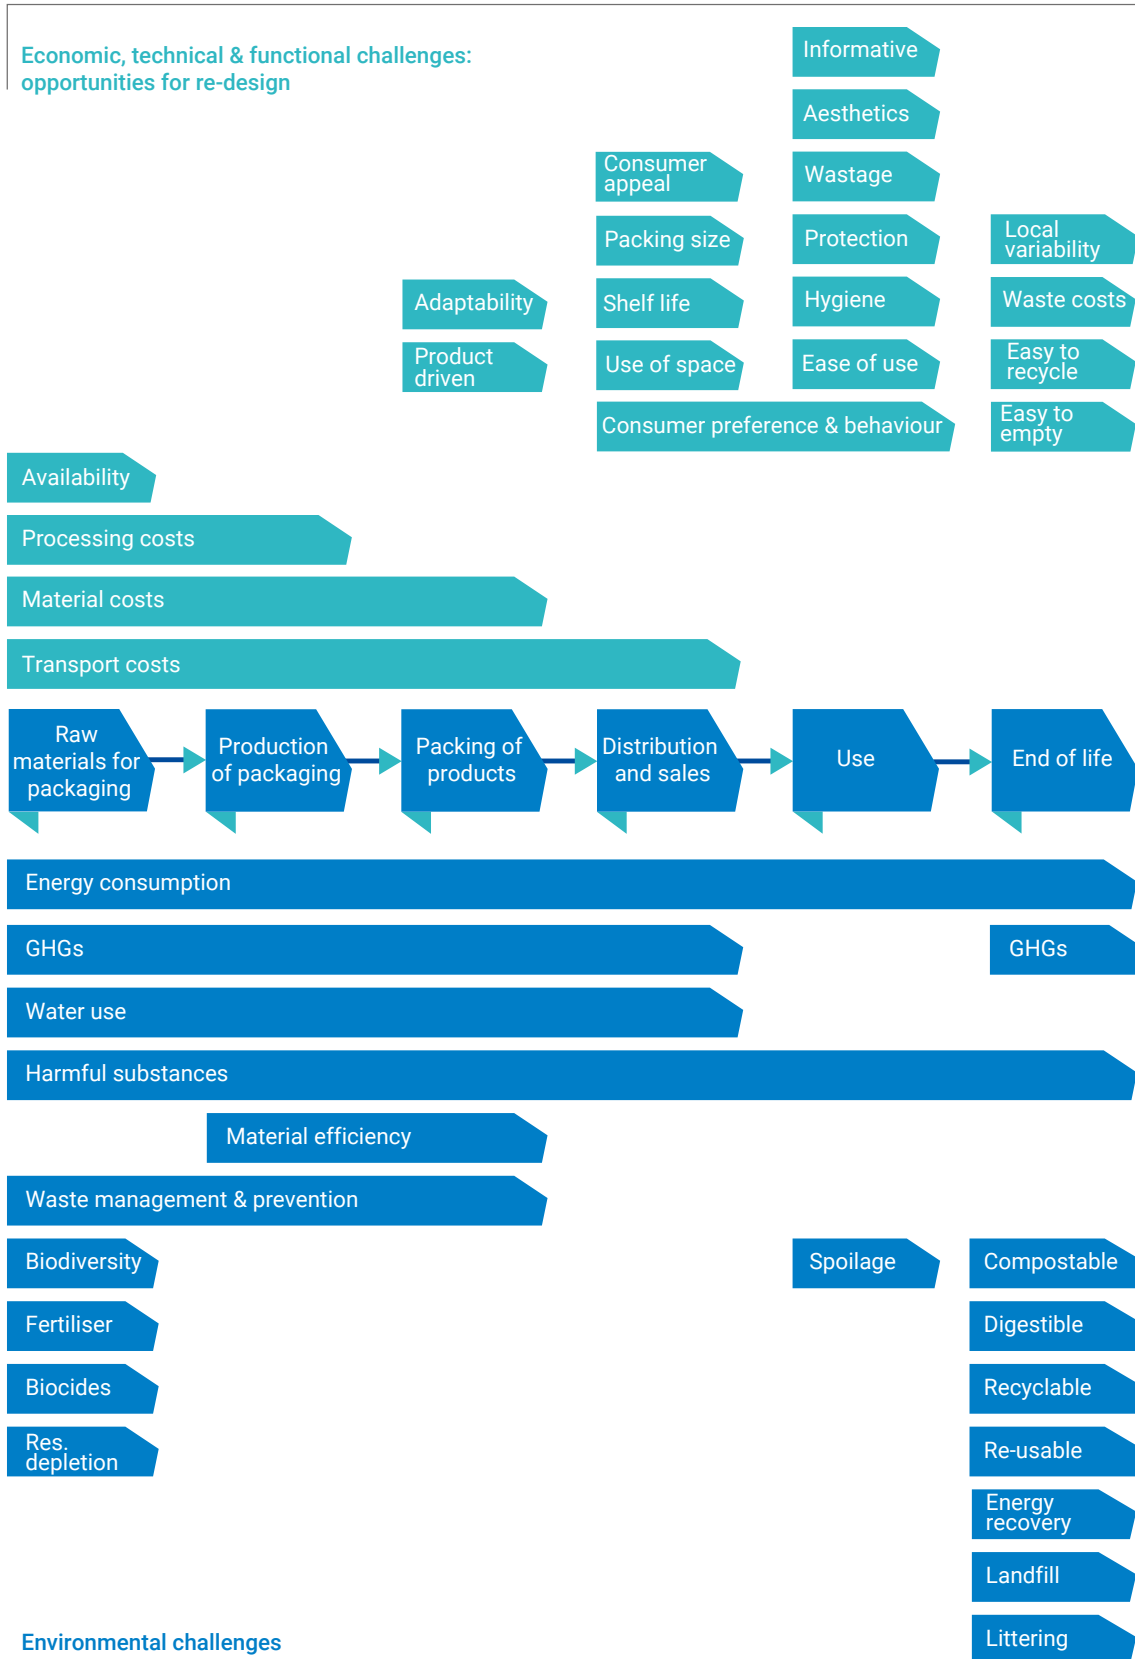 Economic, technical & functional challenges:
opportunities for re-design
Informative
Aesthetics
Consumer
appeal
Wastage
Packing size
Protection
Local
variability
Adaptability
Shelf life
Hygiene
Waste costs
Product
driven
Use of space
Ease of use
Easy to
recycle
Consumer preference & behaviour
Easy to
empty
Availability
Processing costs
Material costs
Transport costs
Raw
materials for
packaging
Production
of packaging
Packing of
products
Distribution
and sales
Use
End of life
Energy consumption
GHGs
GHGs
Water use
Harmful substances
Material efficiency
Waste management & prevention
Biodiversity
Spoilage
Compostable
Fertiliser
Digestible
Biocides
Recyclable
Res.
depletion
Re-usable
Energy
recovery
Landfill
Littering
Environmental challenges